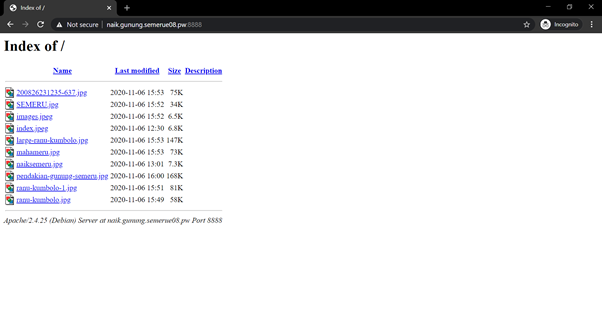 Index of /
Incognito
Not secure | naik.gunung.semerue08.pw:8888
Index of /
Name Last modified Size Description
200826231235-637.jpg 2020-11-06 15:53 75K
SEMERU.jpg 2020-11-06 15:52 34K
images.jpeg 2020-11-06 15:52 6.5K
index.jpeg 2020-11-06 12:30 6.8K
large-ranu-kumbolo.jpg 2020-11-06 15:53 147K
mahameru.jpg 2020-11-06 15:53 73K
naiksemeru.jpg 2020-11-06 13:01 7.3K
pendakian-gunung-semeru.jpg 2020-11-06 16:00 168K
ranu-kumbolo-1.jpg 2020-11-06 15:51 81K
ranu-kumbolo.jpg 2020-11-06 15:49 58K
Apache/2.4.25 (Debian) Server at naik.gunung.semerue08.pw Port 8888